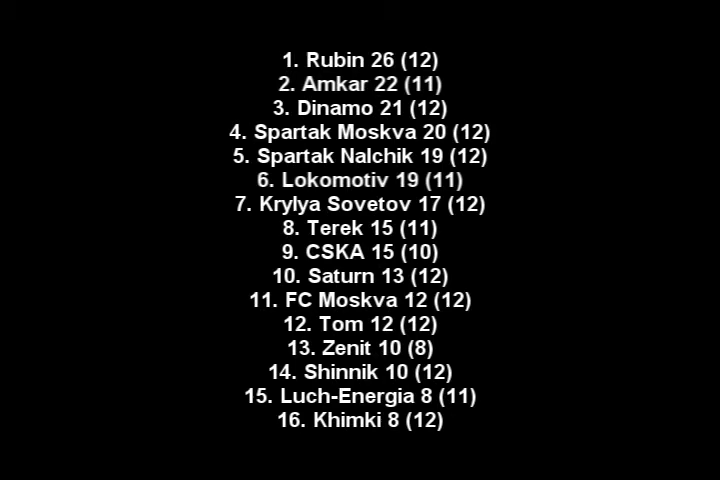 1. Rubin 26 (12)
2. Amkar 22 (11)
3. Dinamo 21 (12)
4. Spartak Moskva 20 (12)
5. Spartak Nalchik 19 (12)
6. Lokomotiv 19 (11)
7. Krylya Sovetov 17 (12)
8. Terek 15 (11)
9. CSKA 15 (10)
10. Saturn 13 (12)
11. FC Moskva 12 (12)
12. Tom 12 (12)
13. Zenit 10 (8)
14. Shinnik 10 (12)
15. Luch-Energia 8 (11)
16. Khimki 8 (12)